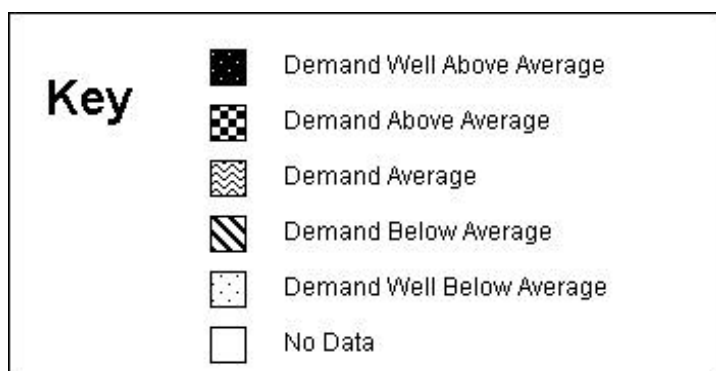 Key
Demand Well Above Average
Demand Above Average
Demand Average
Demand Below Average
Demand Well Below Average
No Data